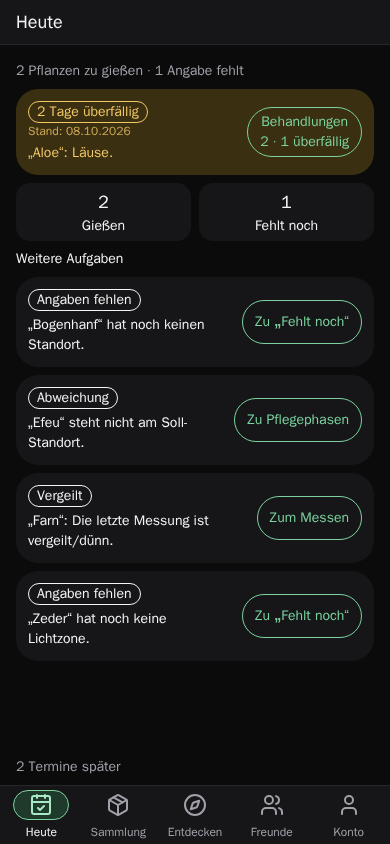 Heute
2 Pflanzen zu gießen · 1 Angabe fehlt
2 Tage überfällig
Stand: 08.10.2026
„Aloe“: Läuse.
Behandlungen
2 · 1 überfällig
2
Gießen
1
Fehlt noch
Weitere Aufgaben
Angaben fehlen
„Bogenhanf“ hat noch keinen
Standort.
Zu „Fehlt noch“
Abweichung
„Efeu“ steht nicht am Soll-
Standort.
Zu Pflegephasen
Vergeilt
„Farn“: Die letzte Messung ist
vergeilt/dünn.
Zum Messen
Angaben fehlen
„Zeder“ hat noch keine
Lichtzone.
Zu „Fehlt noch“
2 Termine später
Heute
Sammlung
Entdecken
Freunde
Konto